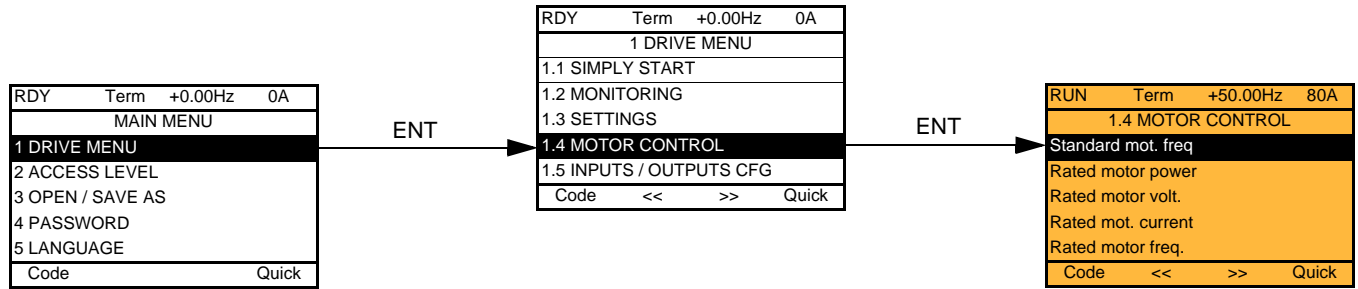 RDY Term +0.00Hz 0A
MAIN MENU
1 DRIVE MENU
2 ACCESS LEVEL
3 OPEN / SAVE AS
4 PASSWORD
5 LANGUAGE
Code Quick
ENT
RDY Term +0.00Hz 0A
1 DRIVE MENU
1.1 SIMPLY START
1.2 MONITORING
1.3 SETTINGS
1.4 MOTOR CONTROL
1.5 INPUTS / OUTPUTS CFG
Code << >> Quick
ENT
RUN Term +50.00Hz 80A
1.4 MOTOR CONTROL
Standard mot. freq
Rated motor power
Rated motor volt.
Rated mot. current
Rated motor freq.
Code << >> Quick